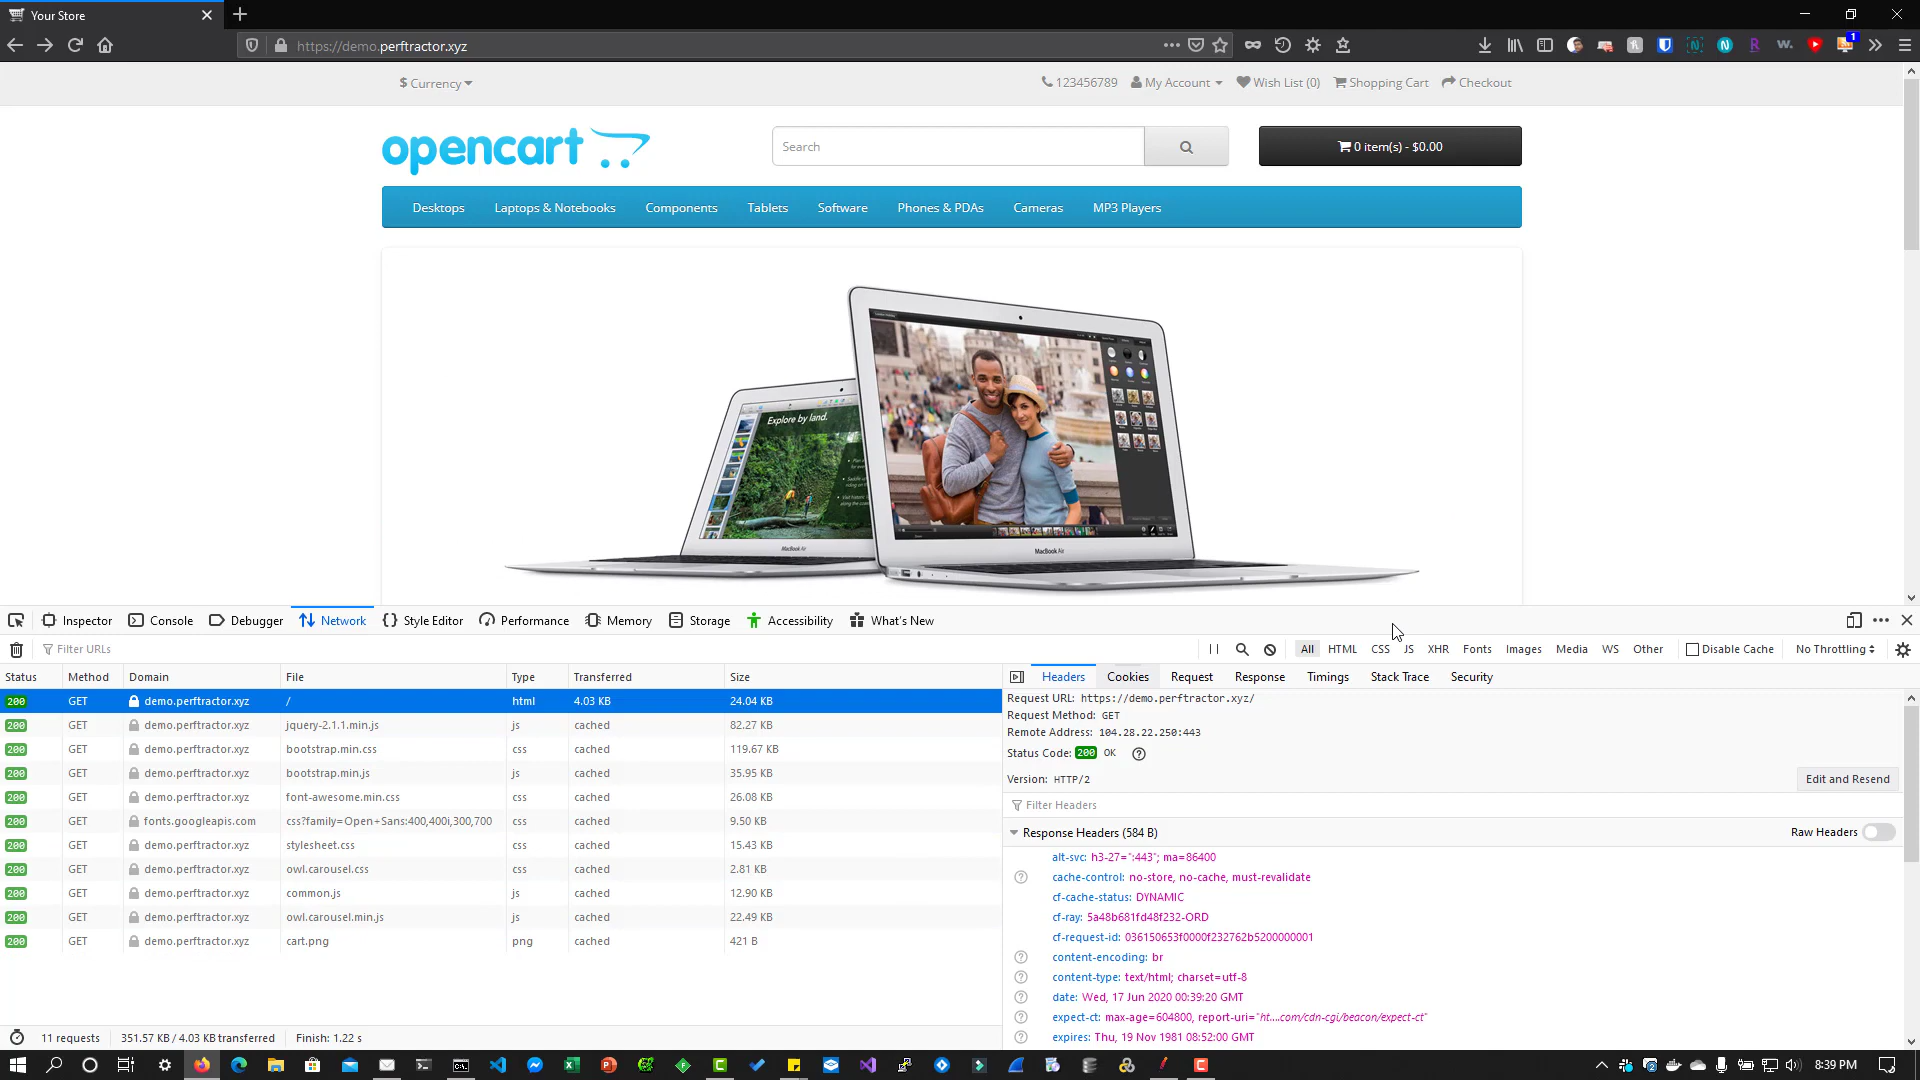 Your Store
https://demo.perftractor.xyz
1
$ Currency
123456789 My Account Wish List (0) Shopping Cart Checkout
opencart
Search
0 item(s) - $0.00
Desktops Laptops & Notebooks Components Tablets Software Phones & PDAs Cameras MP3 Players
Explore by land.
MacBook Air
MacBook Air
Inspector Console Debugger Network Style Editor Performance Memory Storage Accessibility What's New
Filter URLs
All HTML CSS JS XHR Fonts Images Media WS Other Disable Cache No Throttling
Status Method Domain File Type Transferred Size
200 GET demo.perftractor.xyz / html 4.03 KB 24.04 KB
200 GET demo.perftractor.xyz jquery-2.1.1.min.js js cached 82.27 KB
200 GET demo.perftractor.xyz bootstrap.min.css css cached 119.67 KB
200 GET demo.perftractor.xyz bootstrap.min.js js cached 35.95 KB
200 GET demo.perftractor.xyz font-awesome.min.css css cached 26.08 KB
200 GET fonts.googleapis.com css?family=Open+Sans:400,400i,300,700 css cached 9.50 KB
200 GET demo.perftractor.xyz stylesheet.css css cached 15.43 KB
200 GET demo.perftractor.xyz owl.carousel.css css cached 2.81 KB
200 GET demo.perftractor.xyz common.js js cached 12.90 KB
200 GET demo.perftractor.xyz owl.carousel.min.js js cached 22.49 KB
200 GET demo.perftractor.xyz cart.png png cached 421 B
11 requests 351.57 KB / 4.03 KB transferred Finish: 1.22 s
Headers Cookies Request Response Timings Stack Trace Security
Request URL: https://demo.perftractor.xyz/
Request Method: GET
Remote Address: 104.28.22.250:443
Status Code: 200 OK
Version: HTTP/2 Edit and Resend
Filter Headers
Response Headers (584 B) Raw Headers
alt-svc: h3-27=":443"; ma=86400
cache-control: no-store, no-cache, must-revalidate
cf-cache-status: DYNAMIC
cf-ray: 5a48b681fd48f232-ORD
cf-request-id: 036150653f0000f232762b5200000001
content-encoding: br
content-type: text/html; charset=utf-8
date: Wed, 17 Jun 2020 00:39:20 GMT
expect-ct: max-age=604800, report-uri="ht….com/cdn-cgi/beacon/expect-ct"
expires: Thu, 19 Nov 1981 08:52:00 GMT
8:39 PM